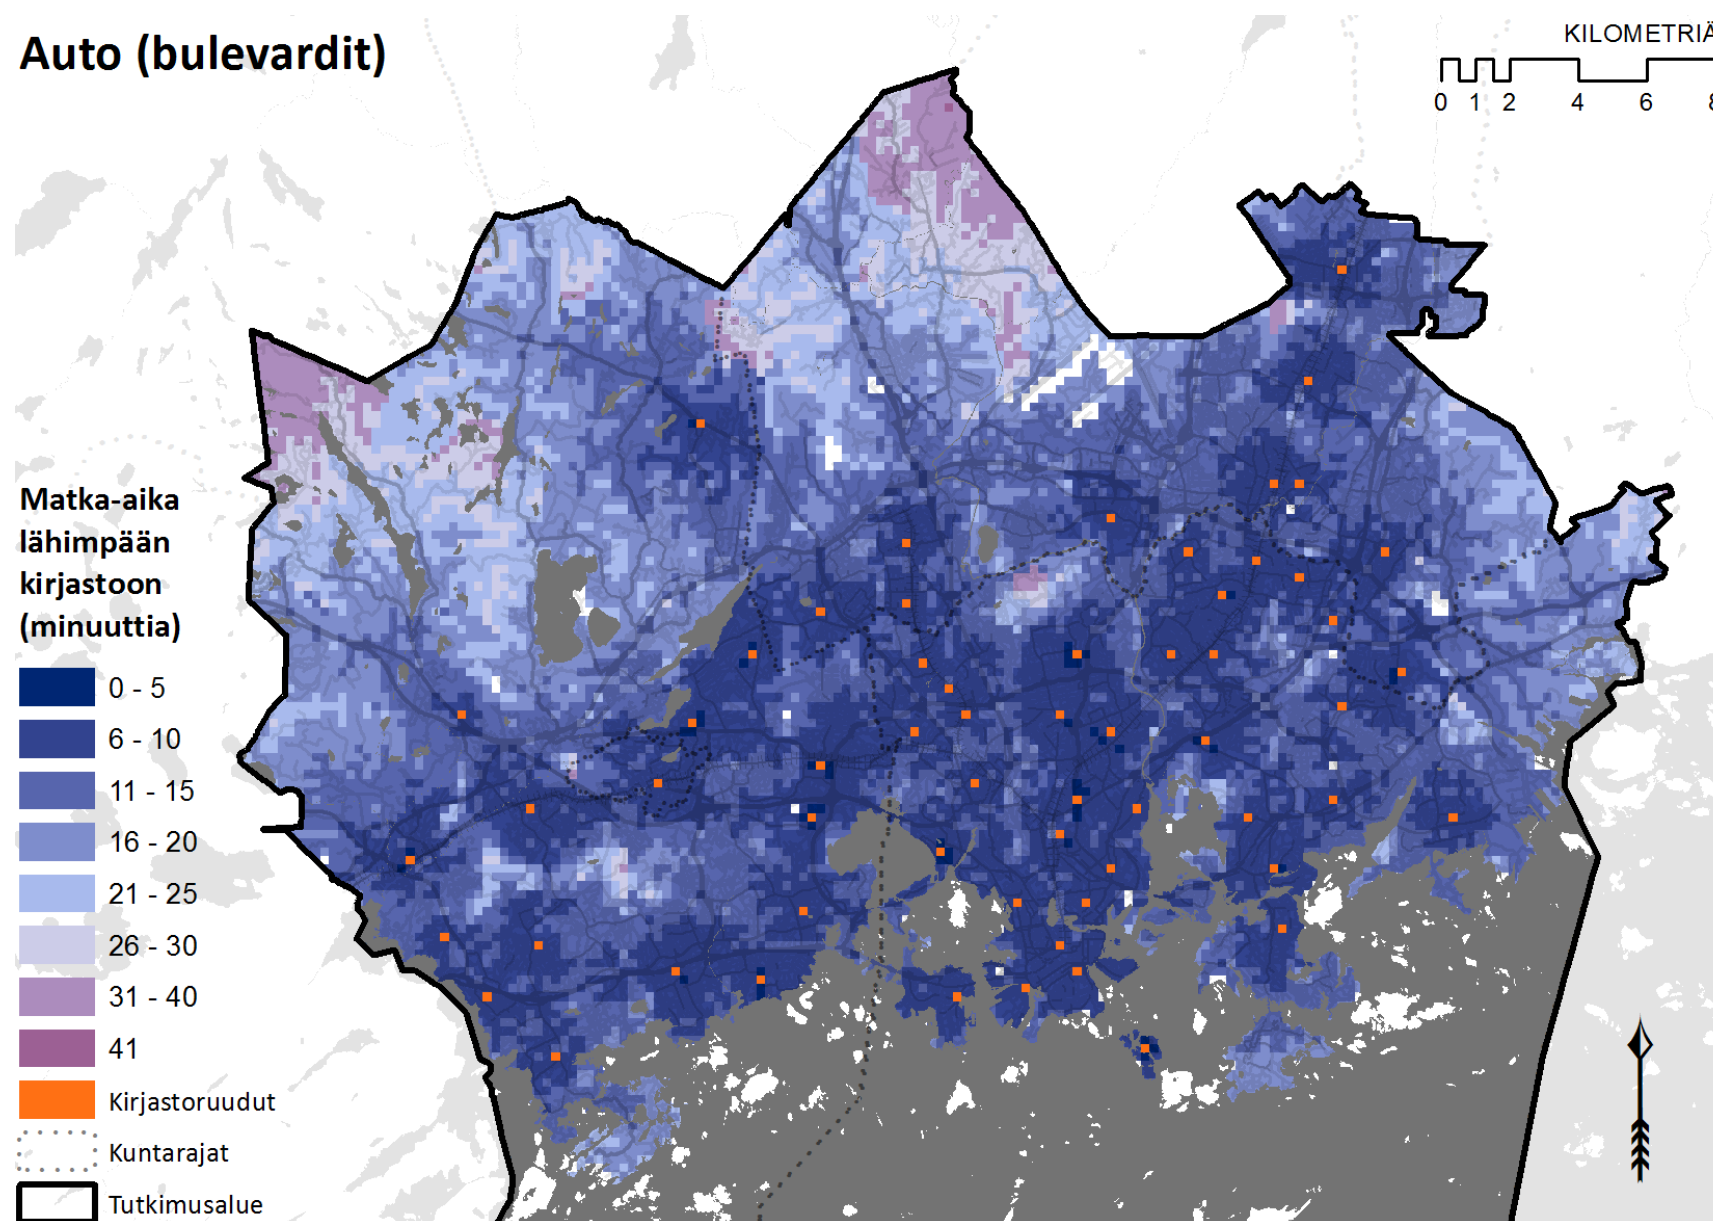 Auto (bulevardit)
KILOMETRIÄ
0 1 2 4 6 8
Matka-aika
lähimpään
kirjastoon
(minuuttia)
0 - 5
6 - 10
11 - 15
16 - 20
21 - 25
26 - 30
31 - 40
41
Kirjastoruudut
Kuntarajat
Tutkimusalue